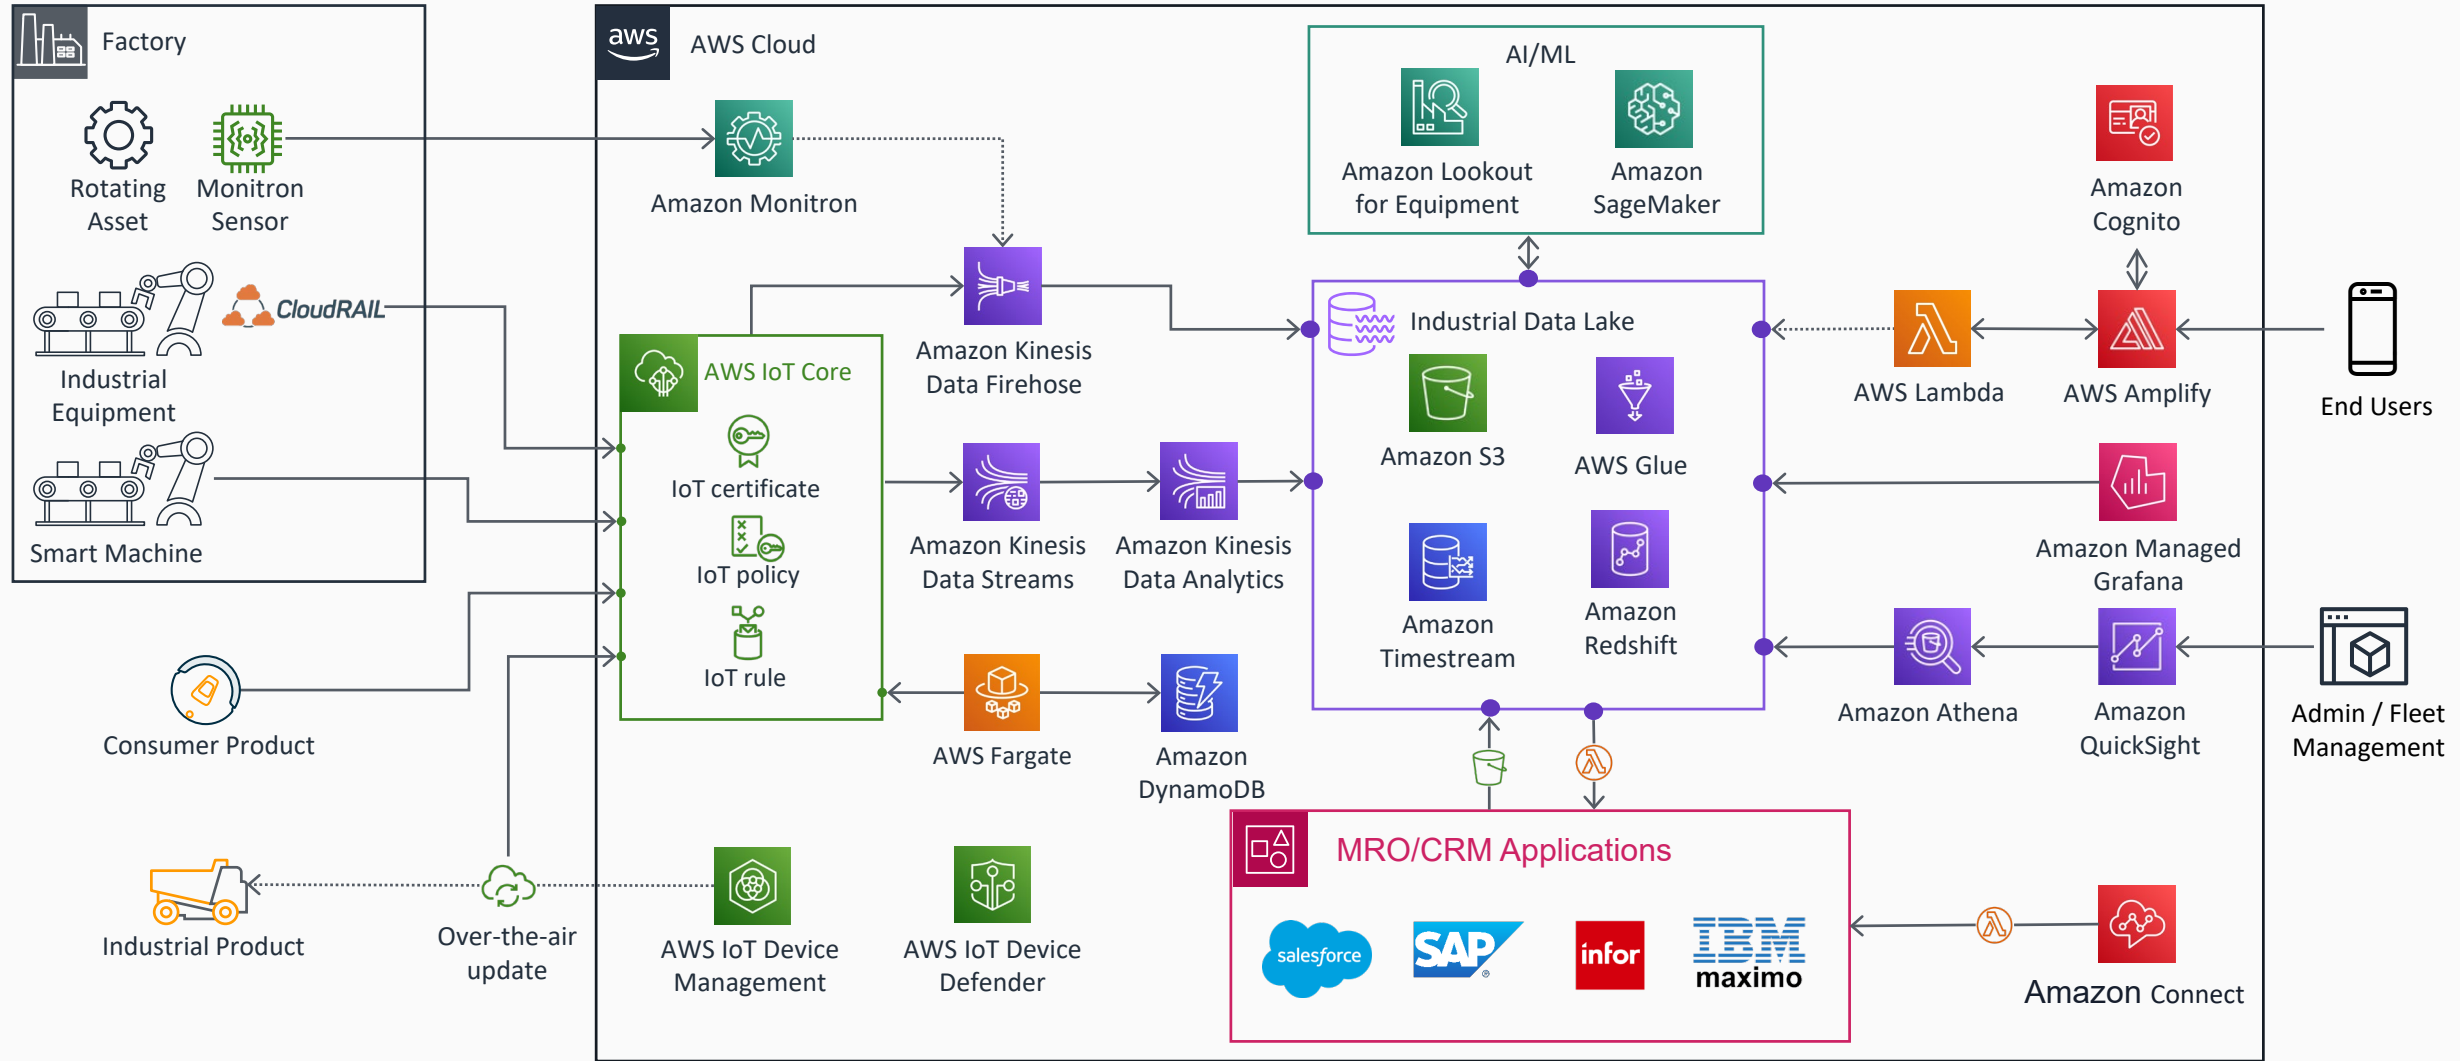 Factory
Rotating
Asset
Monitron
Sensor
CloudRAIL
Industrial
Equipment
Smart Machine
Consumer Product
Industrial Product
Over-the-air
update
aws
AWS Cloud
Amazon Monitron
AWS IoT Core
IoT certificate
IoT policy
IoT rule
Amazon Kinesis
Data Firehose
Amazon Kinesis
Data Streams
Amazon Kinesis
Data Analytics
AWS Fargate
Amazon
DynamoDB
AWS IoT Device
Management
AWS IoT Device
Defender
AI/ML
Amazon Lookout
for Equipment
Amazon
SageMaker
Industrial Data Lake
Amazon S3
AWS Glue
Amazon
Timestream
Amazon
Redshift
MRO/CRM Applications
salesforce
SAP®
infor
IBM
maximo
Amazon
Cognito
AWS Lambda
AWS Amplify
Amazon Managed
Grafana
Amazon Athena
Amazon
QuickSight
Amazon Connect
End Users
Admin / Fleet
Management